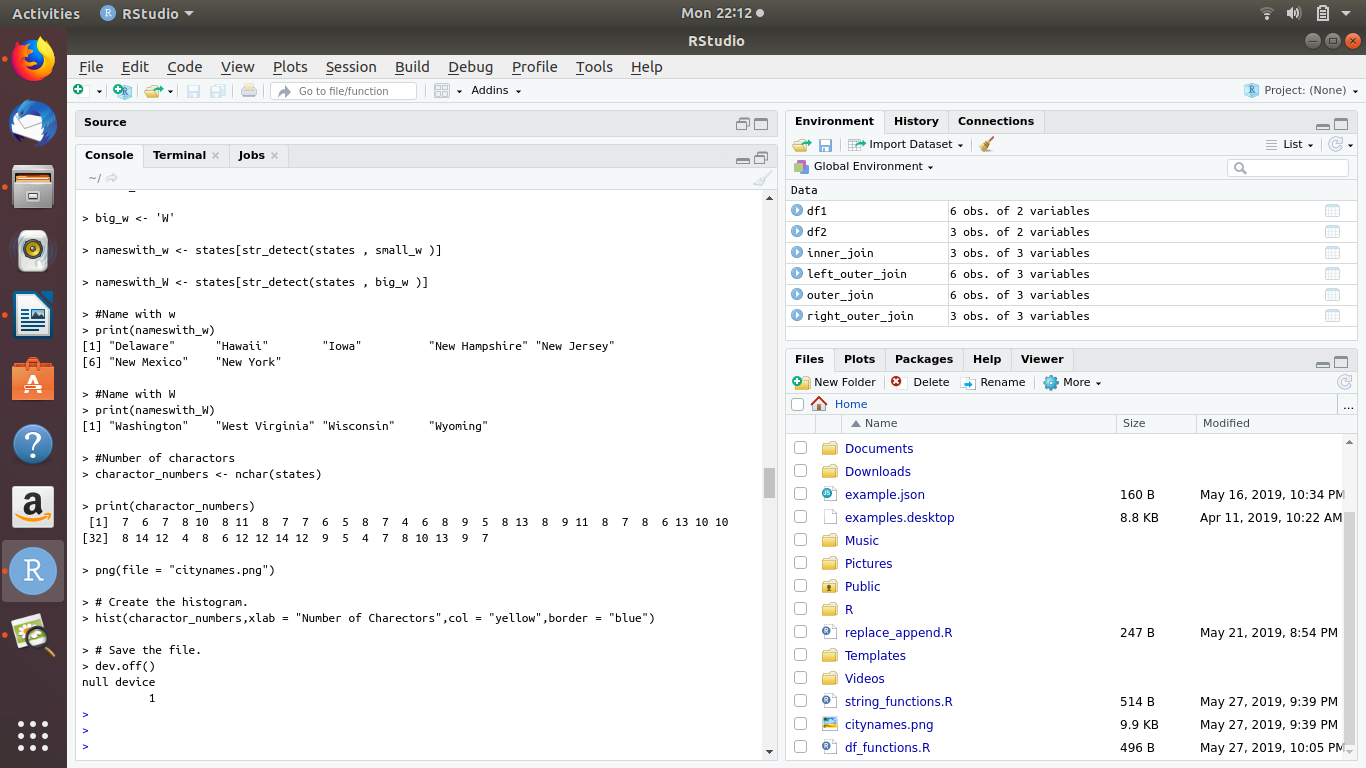 Activities RStudio Mon 22:12
RStudio
File Edit Code View Plots Session Build Debug Profile Tools Help
Go to file/function Addins Project: (None)
Source
Console Terminal Jobs
~/
> big_w <- 'W'
> nameswith_w <- states[str_detect(states , small_w )]
> nameswith_W <- states[str_detect(states , big_w )]
> #Name with w
> print(nameswith_w)
[1] "Delaware" "Hawaii" "Iowa" "New Hampshire" "New Jersey"
[6] "New Mexico" "New York"
> #Name with W
> print(nameswith_W)
[1] "Washington" "West Virginia" "Wisconsin" "Wyoming"
> #Number of charactors
> charactor_numbers <- nchar(states)
> print(charactor_numbers)
[1] 7 6 7 8 10 8 11 8 7 7 6 5 8 7 4 6 8 9 5 8 13 8 9 11 8 7 8 6 13 10 10
[32] 8 14 12 4 8 6 12 12 14 12 9 5 4 7 8 10 13 9 7
> png(file = "citynames.png")
> # Create the histogram.
> hist(charactor_numbers,xlab = "Number of Charectors",col = "yellow",border = "blue")
> # Save the file.
> dev.off()
null device
1
>
>
>
Environment History Connections
Import Dataset List
Global Environment
Data
df1 6 obs. of 2 variables
df2 3 obs. of 2 variables
inner_join 3 obs. of 3 variables
left_outer_join 6 obs. of 3 variables
outer_join 6 obs. of 3 variables
right_outer_join 3 obs. of 3 variables
Files Plots Packages Help Viewer
New Folder Delete Rename More
Home ...
Name Size Modified
Documents
Downloads
example.json 160 B May 16, 2019, 10:34 PM
examples.desktop 8.8 KB Apr 11, 2019, 10:22 AM
Music
Pictures
Public
R
replace_append.R 247 B May 21, 2019, 8:54 PM
Templates
Videos
string_functions.R 514 B May 27, 2019, 9:39 PM
citynames.png 9.9 KB May 27, 2019, 9:39 PM
df_functions.R 496 B May 27, 2019, 10:05 PM